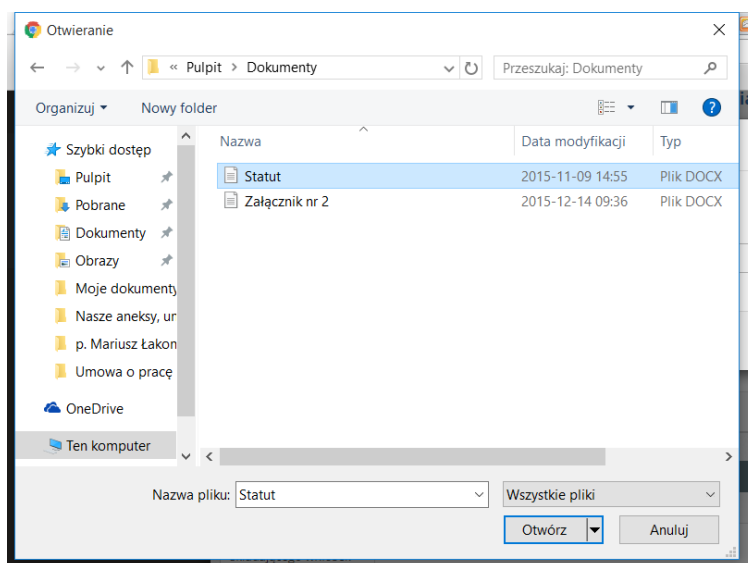 Otwieranie
« Pulpit > Dokumenty
Przeszukaj: Dokumenty
Organizuj
Nowy folder
Nazwa
Data modyfikacji
Typ
Szybki dostęp
Pulpit
Pobrane
Dokumenty
Obrazy
Moje dokumenty
Nasze aneksy, ur
p. Mariusz Łakon
Umowa o pracę
OneDrive
Ten komputer
Statut 2015-11-09 14:55 Plik DOCX
Załącznik nr 2 2015-12-14 09:36 Plik DOCX
Nazwa pliku: Statut
Wszystkie pliki
Otwórz
Anuluj